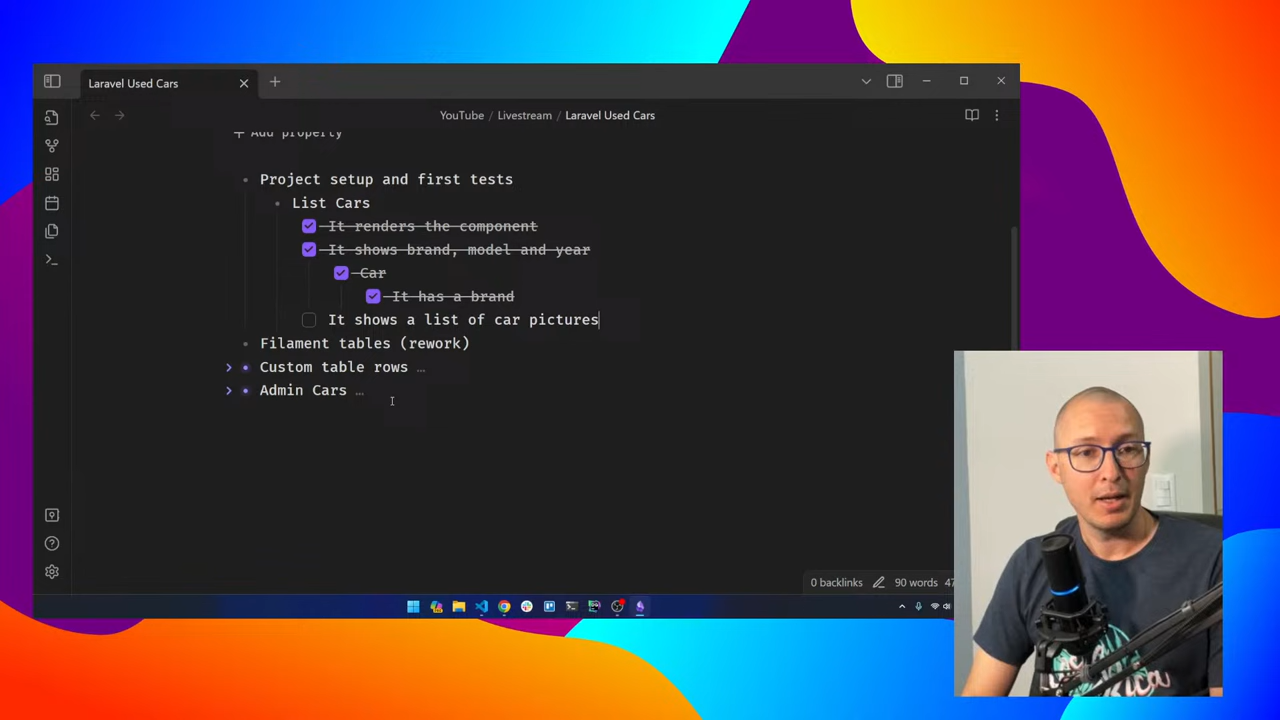 Laravel Used Cars
YouTube / Livestream / Laravel Used Cars
+ Add property
Project setup and first tests
List Cars
It renders the component
It shows brand, model and year
Car
It has a brand
It shows a list of car pictures
Filament tables (rework)
Custom table rows ...
Admin Cars ...
0 backlinks 90 words 47